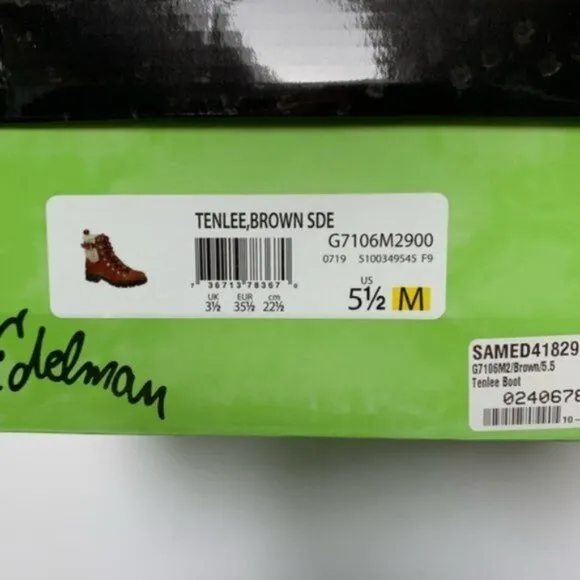 TENLEE,BROWN SDE
G7106M2900
0719 5100349545 F9
7 36713 78367 0
UK EUR cm
3½ 35½ 22½
US
5½ M
Edelman
SAMED41829
G7106M2/Brown/5.5
Tenlee Boot
0240678
10-